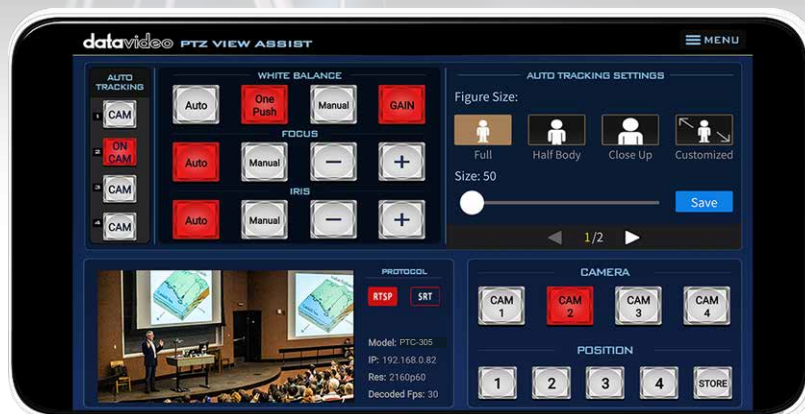 datavideo PTZ VIEW ASSIST
MENU
AUTO
TRACKING
1 CAM
2 ON
CAM
3 CAM
4 CAM
WHITE BALANCE
Auto
One
Push
Manual
GAIN
FOCUS
Auto
Manual
−
+
IRIS
Auto
Manual
−
+
AUTO TRACKING SETTINGS
Figure Size:
Full
Half Body
Close Up
Customized
Size: 50
Save
1/2
PROTOCOL
RTSP
SRT
Model: PTC-305
IP: 192.168.0.82
Res: 2160p60
Decoded Fps: 30
CAMERA
CAM
1
CAM
2
CAM
3
CAM
4
POSITION
1
2
3
4
STORE